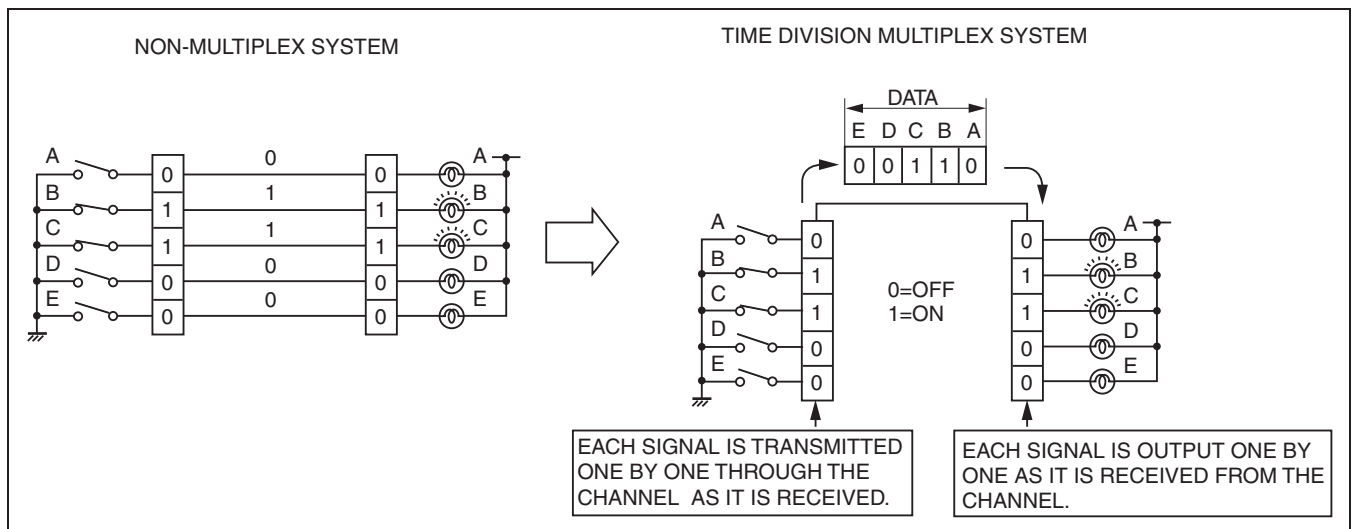 NON-MULTIPLEX SYSTEM
A 0 0 0 A
B 1 1 1 B
C 1 1 1 C
D 0 0 0 D
E 0 0 0 E
TIME DIVISION MULTIPLEX SYSTEM
DATA
E D C B A
0 0 1 1 0
A 0 0 A
B 1 1 B
C 1 1 C
D 0 0 D
E 0 0 E
0=OFF
1=ON
EACH SIGNAL IS TRANSMITTED
ONE BY ONE THROUGH THE
CHANNEL AS IT IS RECEIVED.
EACH SIGNAL IS OUTPUT ONE BY
ONE AS IT IS RECEIVED FROM THE
CHANNEL.